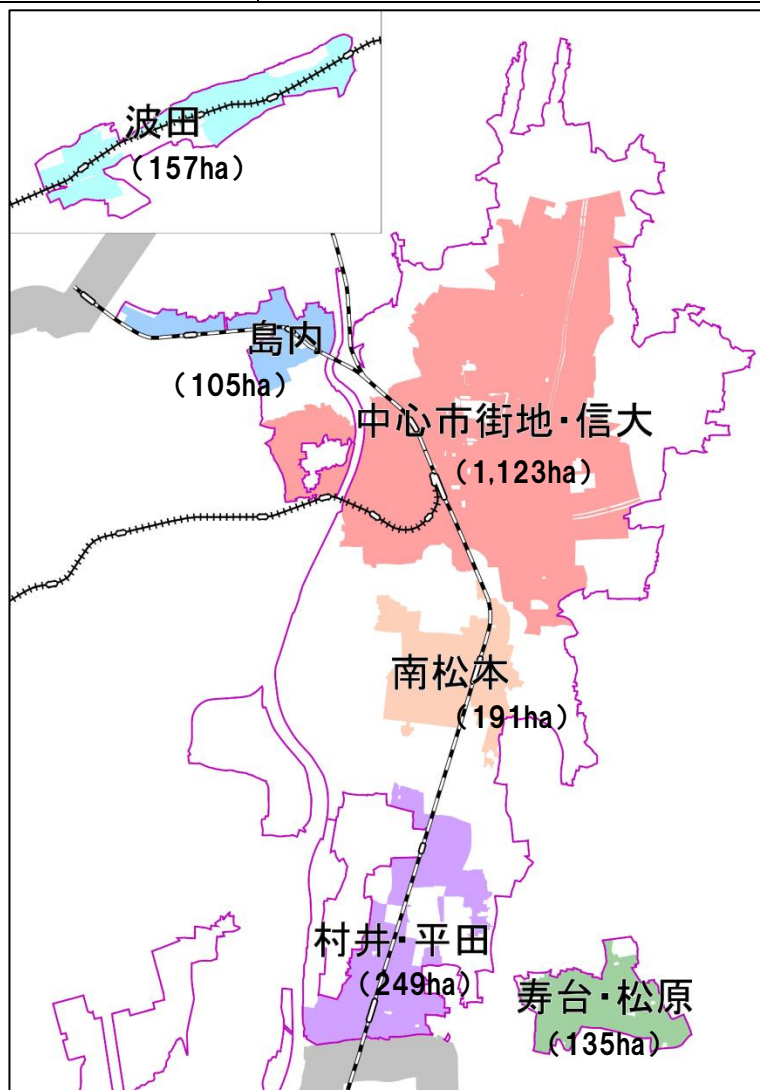 波田
（157ha）
島内
（105ha）
中心市街地・信大
（1,123ha）
南松本
（191ha）
村井・平田
（249ha）
寿台・松原
（135ha）